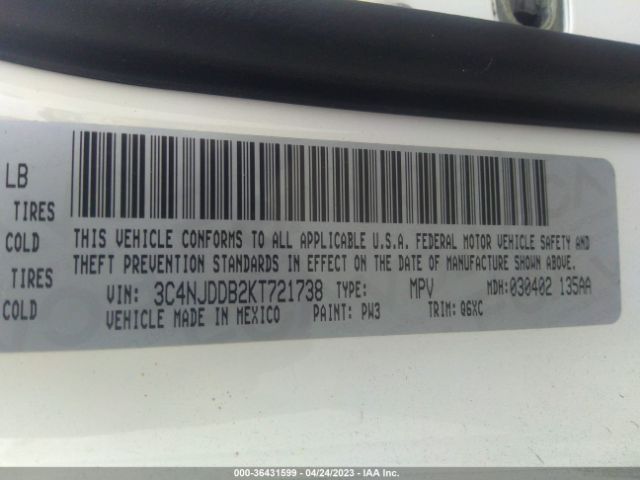 LB
TIRES
COLD
TIRES
COLD
THIS VEHICLE CONFORMS TO ALL APPLICABLE U.S.A. FEDERAL MOTOR VEHICLE SAFETY AND
THEFT PREVENTION STANDARDS IN EFFECT ON THE DATE OF MANUFACTURE SHOWN ABOVE.
VIN: 3C4NJDDB2KT721738 TYPE: MPV MDH: 030402 135AA
VEHICLE MADE IN MEXICO PAINT: PW3 TRIM: Q6XC
000-36431599 - 04/24/2023 - IAA Inc.